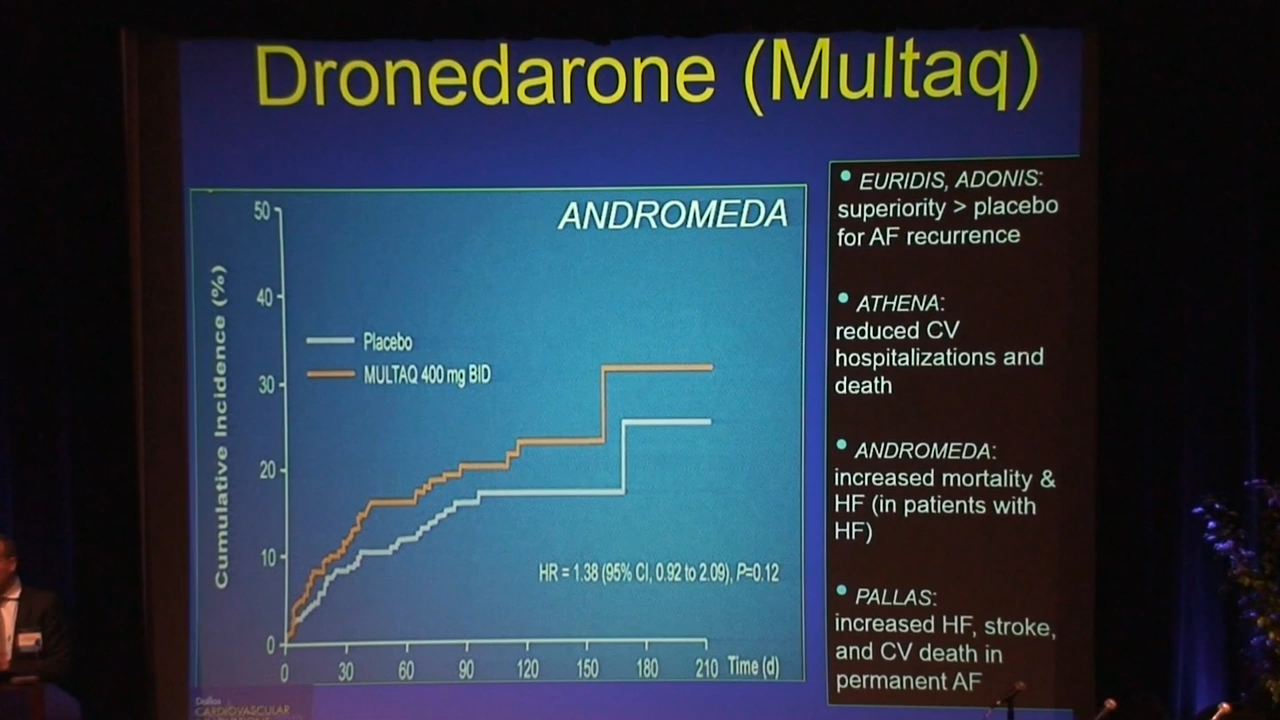 Dronedarone (Multaq)
ANDROMEDA
Cumulative Incidence (%)
50
40
30
20
10
0
Placebo
MULTAQ 400 mg BID
HR = 1.38 (95% CI, 0.92 to 2.09), P=0.12
0 30 60 90 120 150 180 210 Time (d)
• EURIDIS, ADONIS:
superiority > placebo
for AF recurrence
• ATHENA:
reduced CV
hospitalizations and
death
• ANDROMEDA:
increased mortality &
HF (in patients with
HF)
• PALLAS:
increased HF, stroke,
and CV death in
permanent AF
Dallas
CARDIOVASCULAR